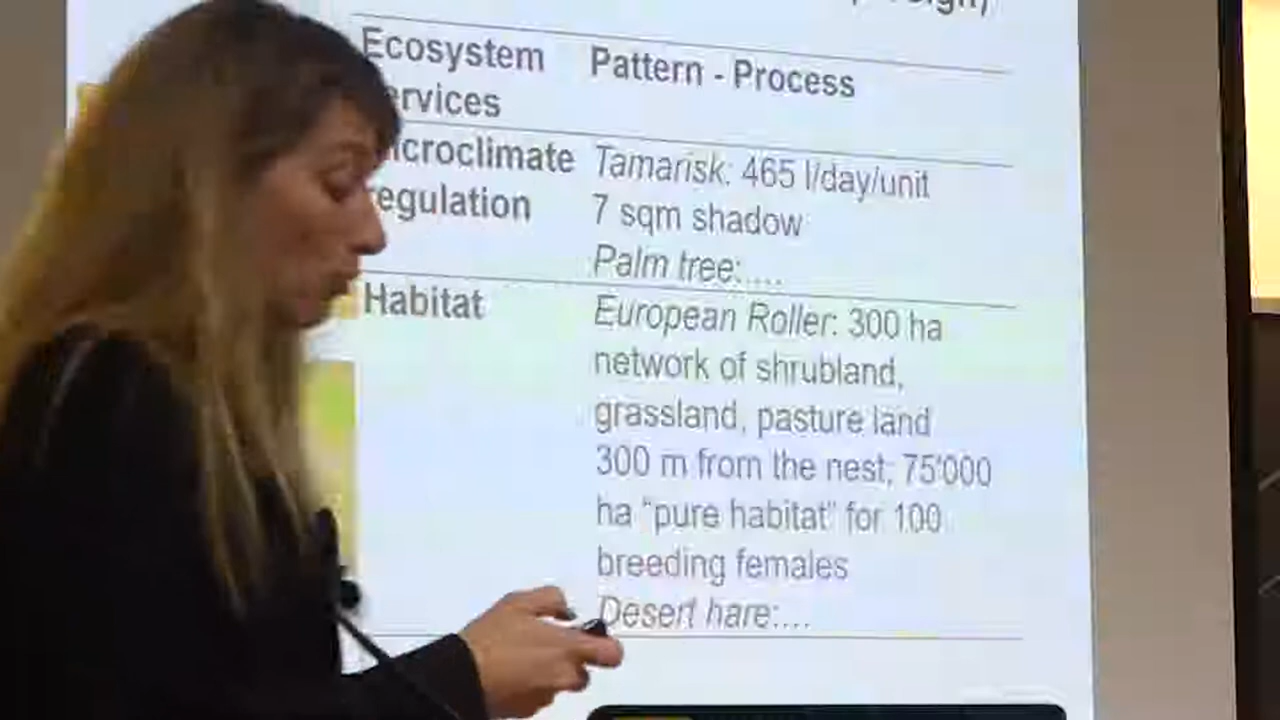 Ecosystem Pattern - Process
ervices
icroclimate Tamarisk: 465 l/day/unit
egulation 7 sqm shadow
Palm tree:....
Habitat European Roller: 300 ha
network of shrubland,
grassland, pasture land
300 m from the nest; 75'000
ha "pure habitat" for 100
breeding females
Desert hare:....